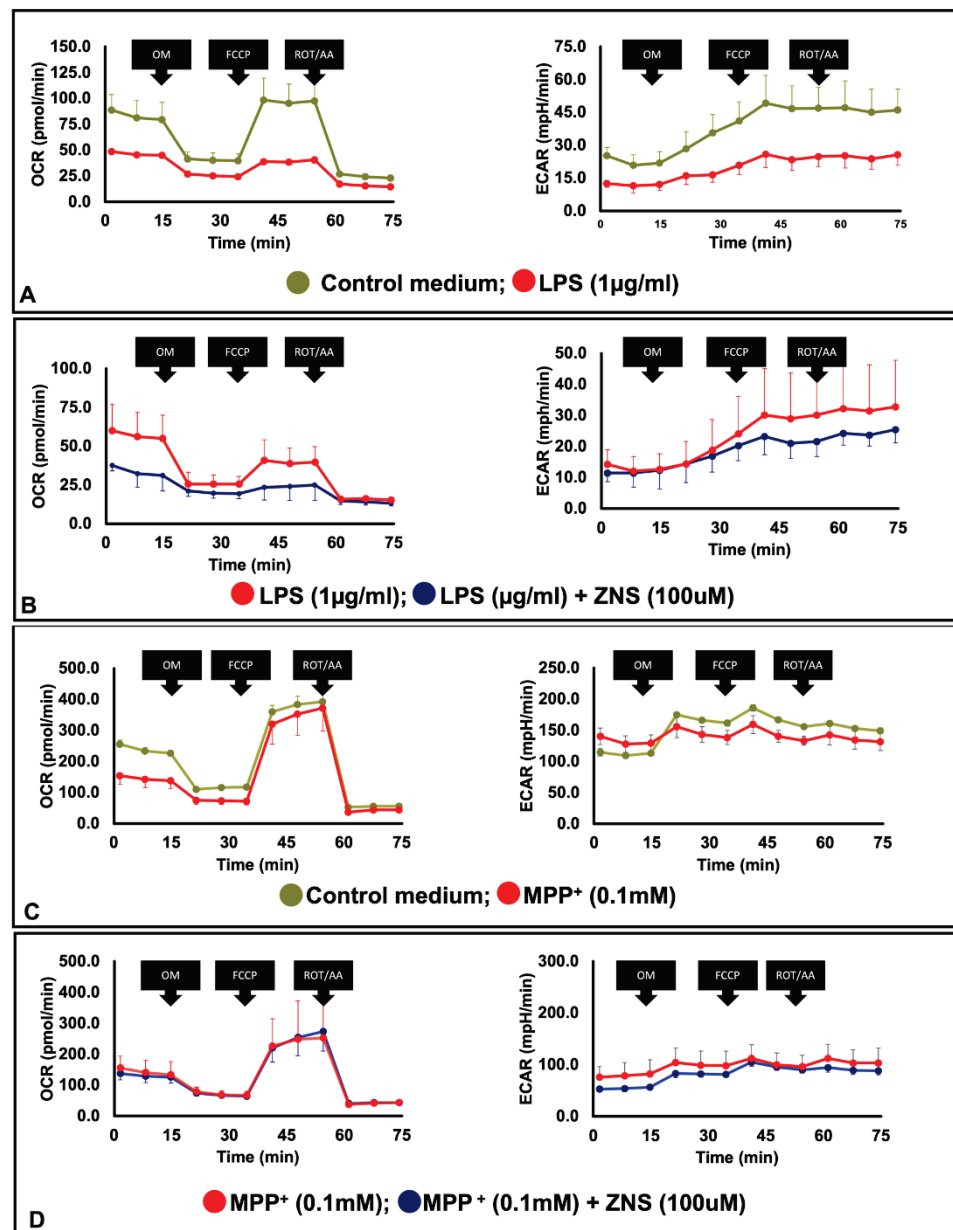 OM FCCP ROT/AA
OCR (pmol/min)
150.0
125.0
100.0
75.0
50.0
25.0
0.0
0 15 30 45 60 75
Time (min)
OM FCCP ROT/AA
ECAR (mpH/min)
75.0
60.0
45.0
30.0
15.0
0.0
0 15 30 45 60 75
Time (min)
Control medium; LPS (1µg/ml)
A
OM FCCP ROT/AA
OCR (pmol/min)
100.0
75.0
50.0
25.0
0.0
0 15 30 45 60 75
Time (min)
OM FCCP ROT/AA
ECAR (mph/min)
50.0
40.0
30.0
20.0
10.0
0.0
0 15 30 45 60 75
Time (min)
LPS (1µg/ml); LPS (µg/ml) + ZNS (100uM)
B
OM FCCP ROT/AA
OCR (pmol/min)
500.0
400.0
300.0
200.0
100.0
0.0
0 15 30 45 60 75
Time (min)
OM FCCP ROT/AA
ECAR (mpH/min)
250.0
200.0
150.0
100.0
50.0
0.0
0 15 30 45 60 75
Time (min)
Control medium; MPP⁺ (0.1mM)
C
OM FCCP ROT/AA
OCR (pmol/min)
500.0
400.0
300.0
200.0
100.0
0.0
0 15 30 45 60 75
Time (min)
OM FCCP ROT/AA
ECAR (mpH/min)
300.0
200.0
100.0
0.0
0 15 30 45 60 75
Time (min)
MPP⁺ (0.1mM); MPP ⁺ (0.1mM) + ZNS (100uM)
D